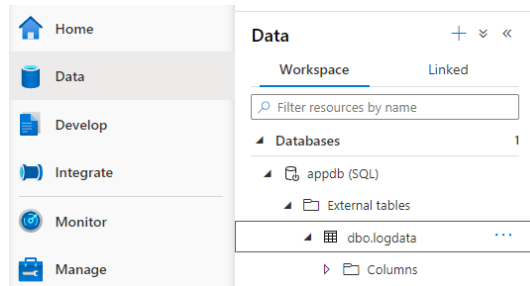 Home
Data
Develop
Integrate
Monitor
Manage
Data
Workspace Linked
Filter resources by name
Databases 1
appdb (SQL)
External tables
dbo.logdata ...
Columns